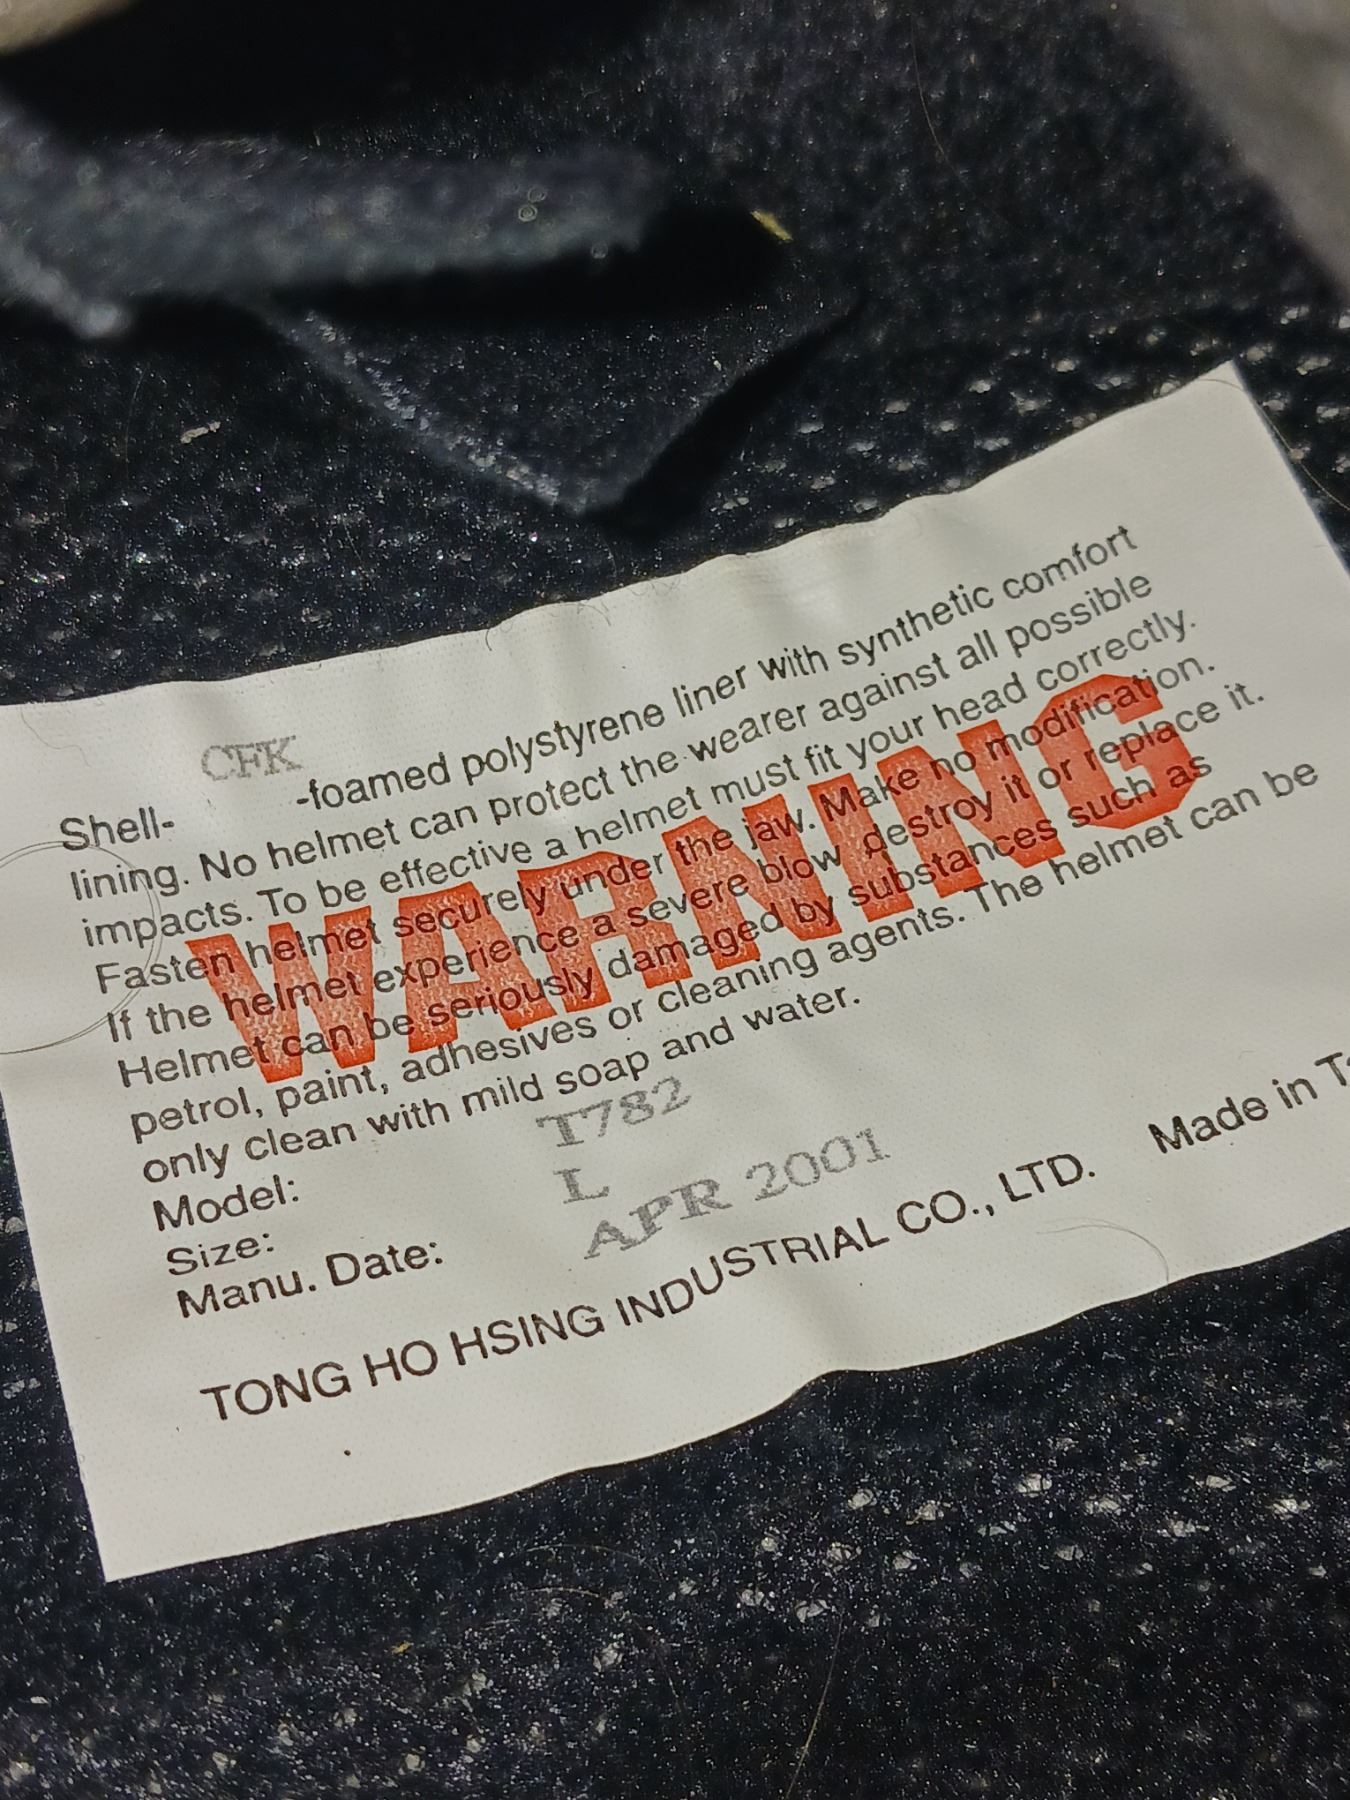 CFK
Shell- -foamed polystyrene liner with synthetic comfort
lining. No helmet can protect the wearer against all possible
impacts. To be effective a helmet must fit your head correctly.
Fasten helmet securely under the jaw. Make no modification.
If the helmet experience a severe blow, destroy it or replace it.
Helmet can be seriously damaged by substances such as
petrol, paint, adhesives or cleaning agents. The helmet can be
only clean with mild soap and water.
WARNING
Model: T782
Size: L
Manu. Date: APR 2001
TONG HO HSING INDUSTRIAL CO., LTD. Made in